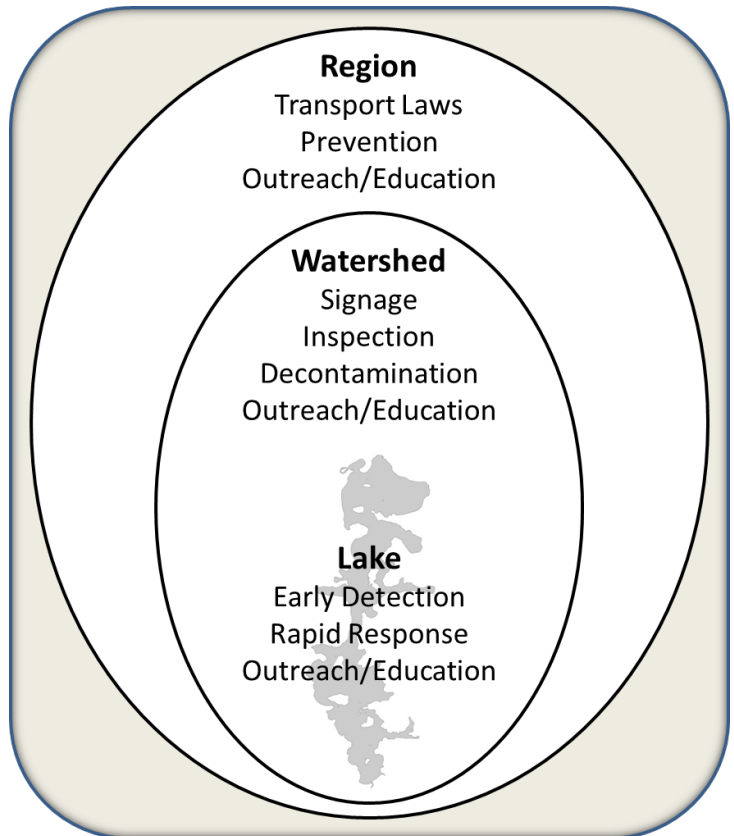 Region
Transport Laws
Prevention
Outreach/Education
Watershed
Signage
Inspection
Decontamination
Outreach/Education
Lake
Early Detection
Rapid Response
Outreach/Education